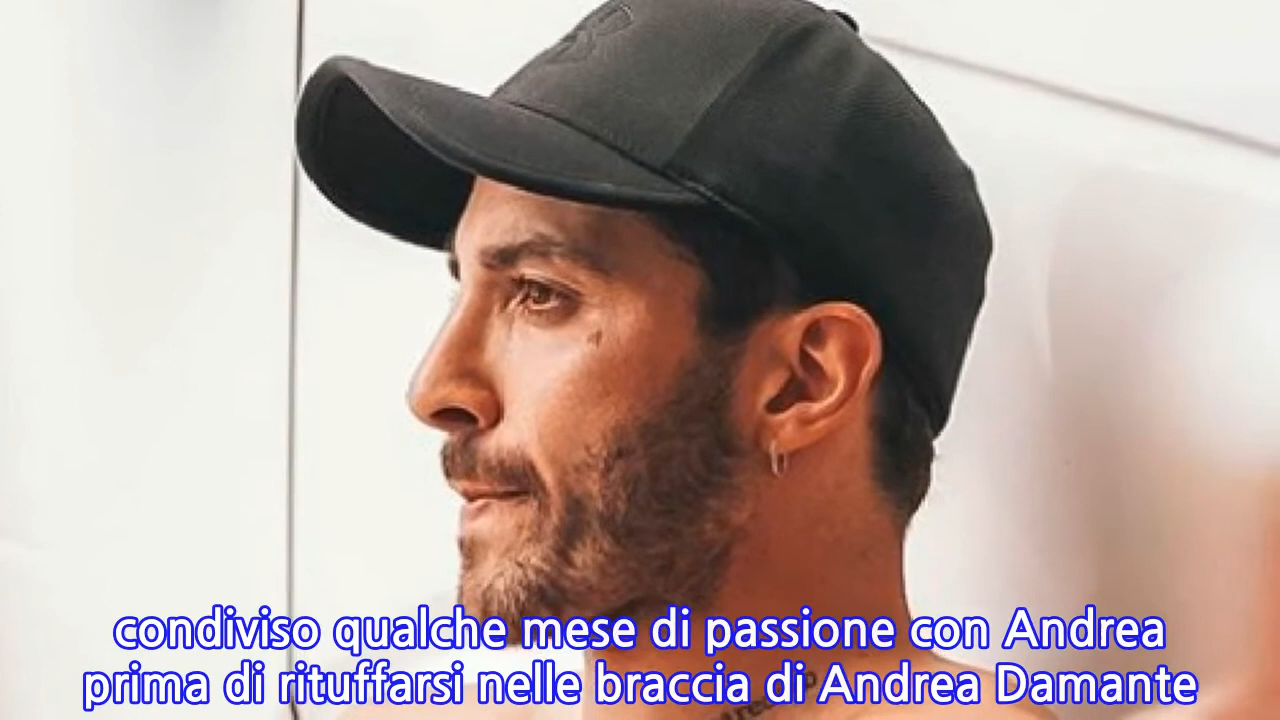 condiviso qualche mese di passione con Andrea
prima di rituffarsi nelle braccia di Andrea Damante